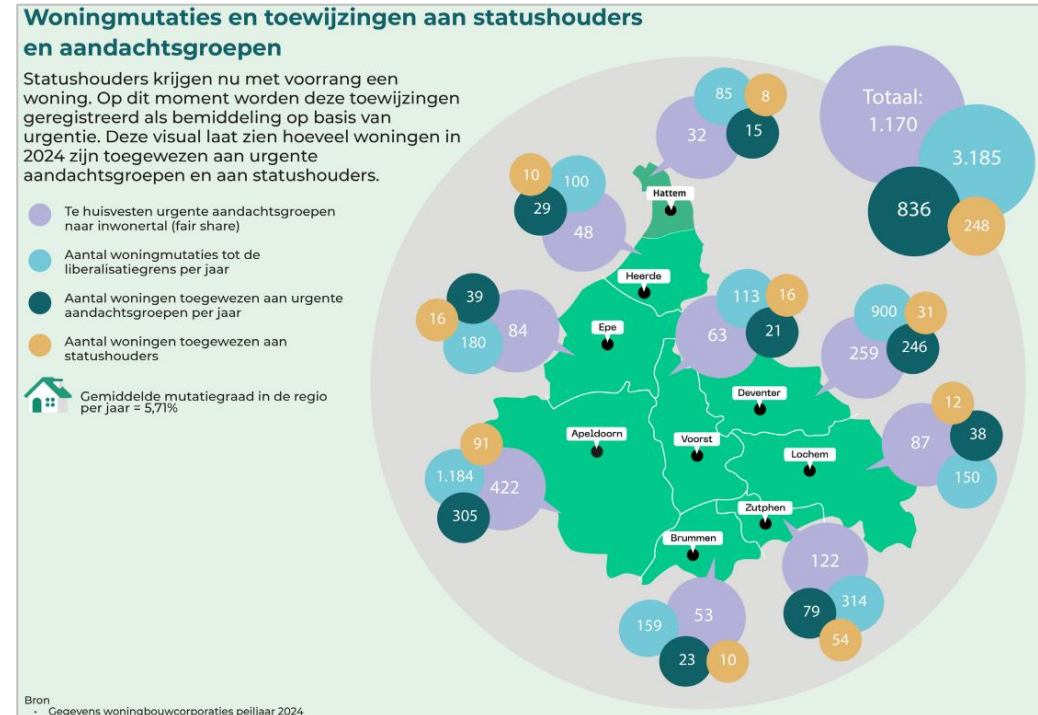 Woningmutaties en toewijzingen aan statushouders
en aandachtsgroepen
Statushouders krijgen nu met voorrang een
woning. Op dit moment worden deze toewijzingen
geregistreerd als bemiddeling op basis van
urgentie. Deze visual laat zien hoeveel woningen in
2024 zijn toegewezen aan urgente
aandachtsgroepen en aan statushouders.
Te huisvesten urgente aandachtsgroepen
naar inwonertal (fair share)
Aantal woningmutaties tot de
liberalisatiegrens per jaar
Aantal woningen toegewezen aan urgente
aandachtsgroepen per jaar
Aantal woningen toegewezen aan
statushouders
Gemiddelde mutatiegraad in de regio
per jaar = 5,71%
Totaal:
1.170
3.185
836
248
85
8
32
15
Hattem
10
100
29
48
Heerde
39
16
84
180
Epe
113
16
63
21
Voorst
900
31
259
246
Deventer
12
87
38
150
Lochem
91
1.184
422
305
Apeldoorn
Zutphen
122
79
314
54
Brummen
159
53
23
10
Bron
• Gegevens woningbouwcorporaties peiljaar 2024